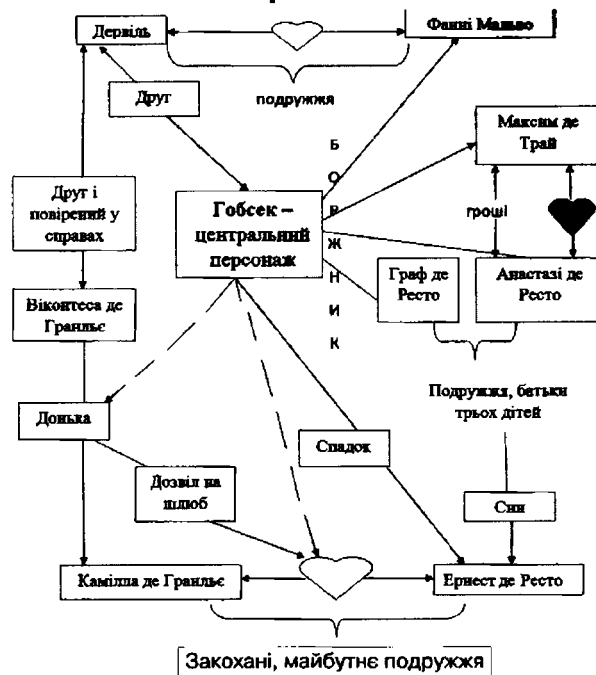 Дервіль
Фанні Мальво
Друг
подружжя
Максим де
Трай
БОРЖНИК
Друг і
повірений у
справах
Гобсек –
центральний
персонаж
гроші
Граф де
Ресто
Анастазі де
Ресто
Віконтеса де
Гранльє
Подружжя, батьки
трьох дітей
Донька
Спадок
Дозвіл на
шлюб
Син
Камілла де Гранльє
Ернест де Ресто
Закохані, майбутнє подружжя